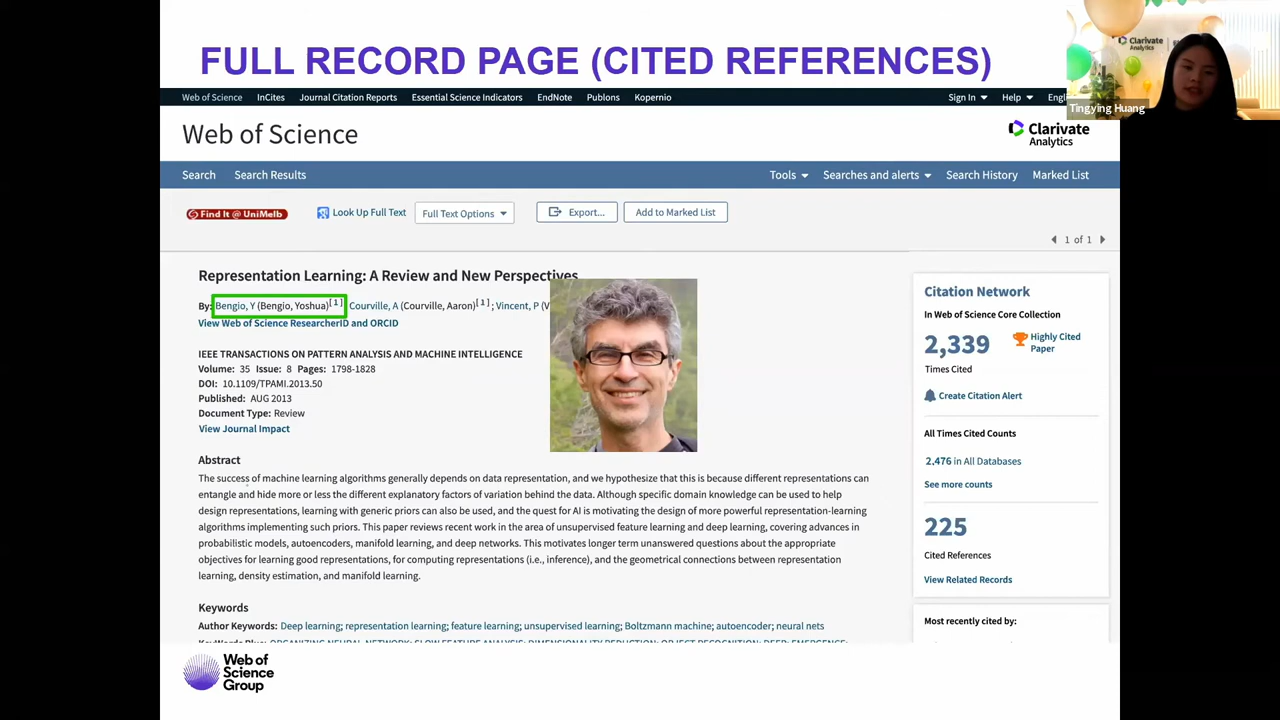 FULL RECORD PAGE (CITED REFERENCES)
Clarivate
Analytics
Tingying Huang
Web of Science InCites Journal Citation Reports Essential Science Indicators EndNote Publons Kopernio Sign In Help
Web of Science
Clarivate
Analytics
Search Search Results Tools Searches and alerts Search History Marked List
Find It @ UniMelb Look Up Full Text Full Text Options Export... Add to Marked List
1 of 1
Representation Learning: A Review and New Perspectives
By: Bengio, Y (Bengio, Yoshua)[ 1 ] Courville, A (Courville, Aaron)[ 1 ] ; Vincent, P (V
View Web of Science ResearcherID and ORCID
IEEE TRANSACTIONS ON PATTERN ANALYSIS AND MACHINE INTELLIGENCE
Volume: 35 Issue: 8 Pages: 1798-1828
DOI: 10.1109/TPAMI.2013.50
Published: AUG 2013
Document Type: Review
View Journal Impact
Abstract
The success of machine learning algorithms generally depends on data representation, and we hypothesize that this is because different representations can
entangle and hide more or less the different explanatory factors of variation behind the data. Although specific domain knowledge can be used to help
design representations, learning with generic priors can also be used, and the quest for AI is motivating the design of more powerful representation-learning
algorithms implementing such priors. This paper reviews recent work in the area of unsupervised feature learning and deep learning, covering advances in
probabilistic models, autoencoders, manifold learning, and deep networks. This motivates longer term unanswered questions about the appropriate
objectives for learning good representations, for computing representations (i.e., inference), and the geometrical connections between representation
learning, density estimation, and manifold learning.
Keywords
Author Keywords: Deep learning; representation learning; feature learning; unsupervised learning; Boltzmann machine; autoencoder; neural nets
Citation Network
In Web of Science Core Collection
2,339
Highly Cited
Paper
Times Cited
Create Citation Alert
All Times Cited Counts
2,476 in All Databases
See more counts
225
Cited References
View Related Records
Most recently cited by:
Web of
Science
Group